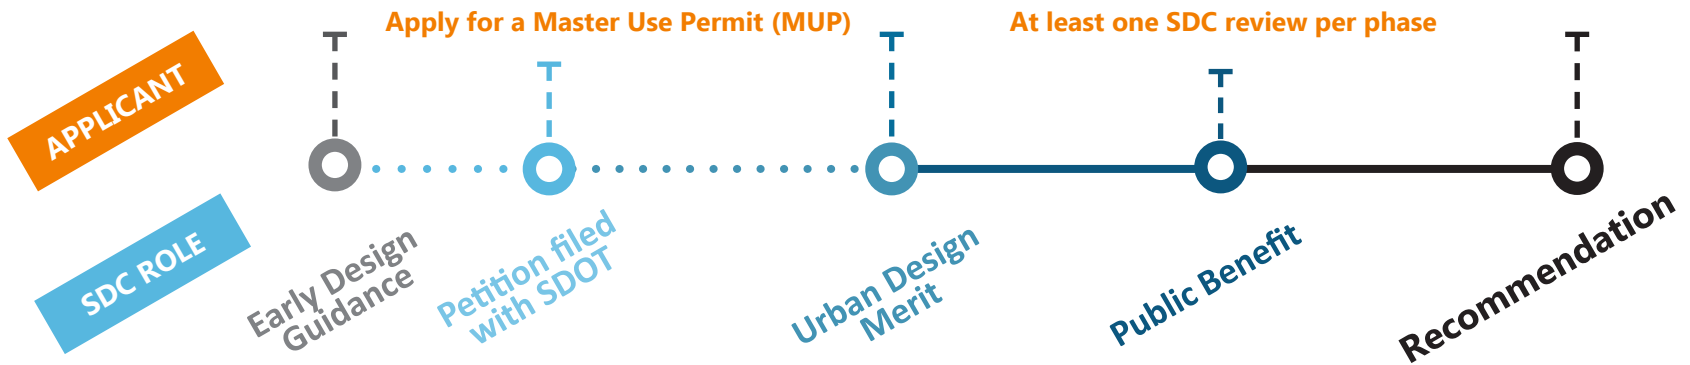 Apply for a Master Use Permit (MUP)
At least one SDC review per phase
APPLICANT
SDC ROLE
Early Design
Guidance
Petition filed
with SDOT
Urban Design
Merit
Public Benefit
Recommendation